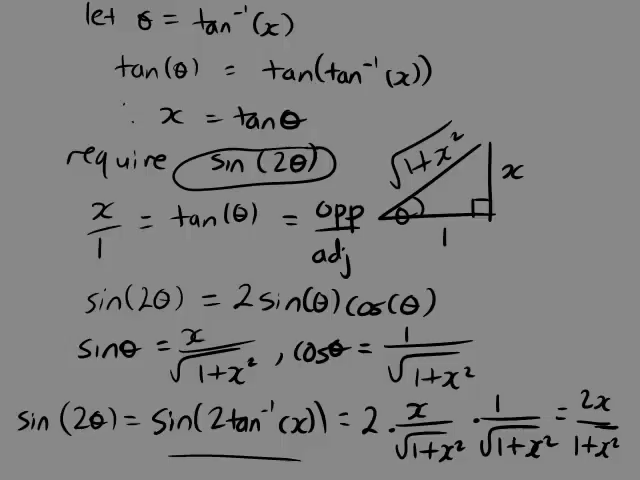 let θ = tan⁻¹(x)
tan(θ) = tan(tan⁻¹(x))
∴ x = tanθ
require sin(2θ)
√1+x²
x
θ
1
x/1 = tan(θ) = opp/adj
sin(2θ) = 2sin(θ)cos(θ)
sinθ = x/√1+x² , cosθ = 1/√1+x²
sin(2θ) = sin(2tan⁻¹(x)) = 2 · x/√1+x² · 1/√1+x² = 2x/1+x²